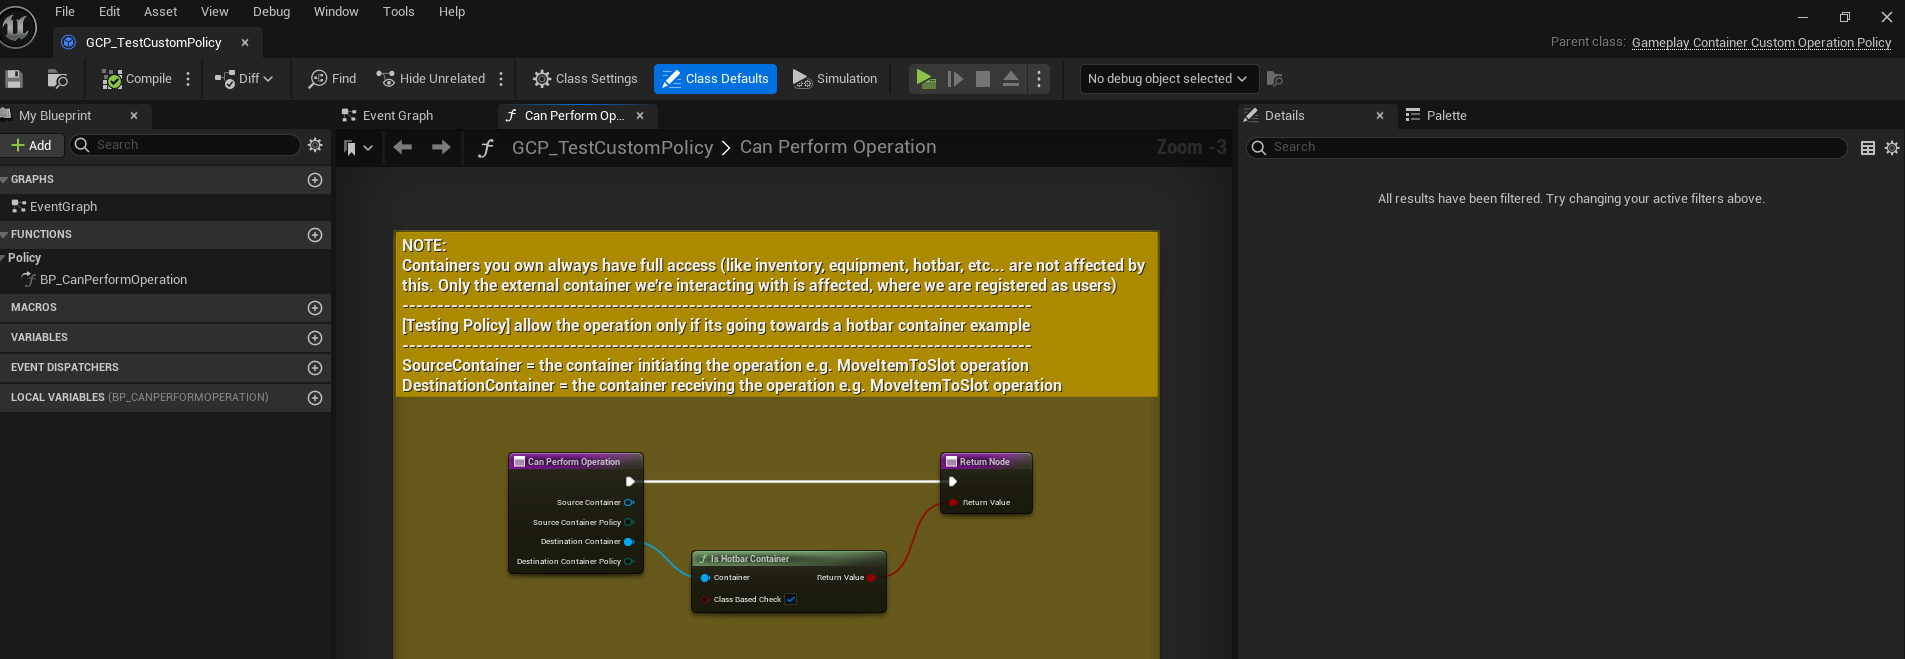 File Edit Asset View Debug Window Tools Help
GCP_TestCustomPolicy
Parent class: Gameplay Container Custom Operation Policy
Compile Diff Find Hide Unrelated Class Settings Class Defaults Simulation No debug object selected
My Blueprint
Add Search
GRAPHS
EventGraph
FUNCTIONS
Policy
BP_CanPerformOperation
MACROS
VARIABLES
EVENT DISPATCHERS
LOCAL VARIABLES (BP_CANPERFORMOPERATION)
Event Graph Can Perform Op...
GCP_TestCustomPolicy > Can Perform Operation Zoom -3
NOTE:
Containers you own always have full access (like inventory, equipment, hotbar, etc... are not affected by
this. Only the external container we're interacting with is affected, where we are registered as users)
------------------------------------------------------------------------------------------
[Testing Policy] allow the operation only if its going towards a hotbar container example
------------------------------------------------------------------------------------------
SourceContainer = the container initiating the operation e.g. MoveItemToSlot operation
DestinationContainer = the container receiving the operation e.g. MoveItemToSlot operation
Can Perform Operation
Source Container
Source Container Policy
Destination Container
Destination Container Policy
Is Hotbar Container
Container Return Value
Class Based Check
Return Node
Return Value
Details Palette
Search
All results have been filtered. Try changing your active filters above.